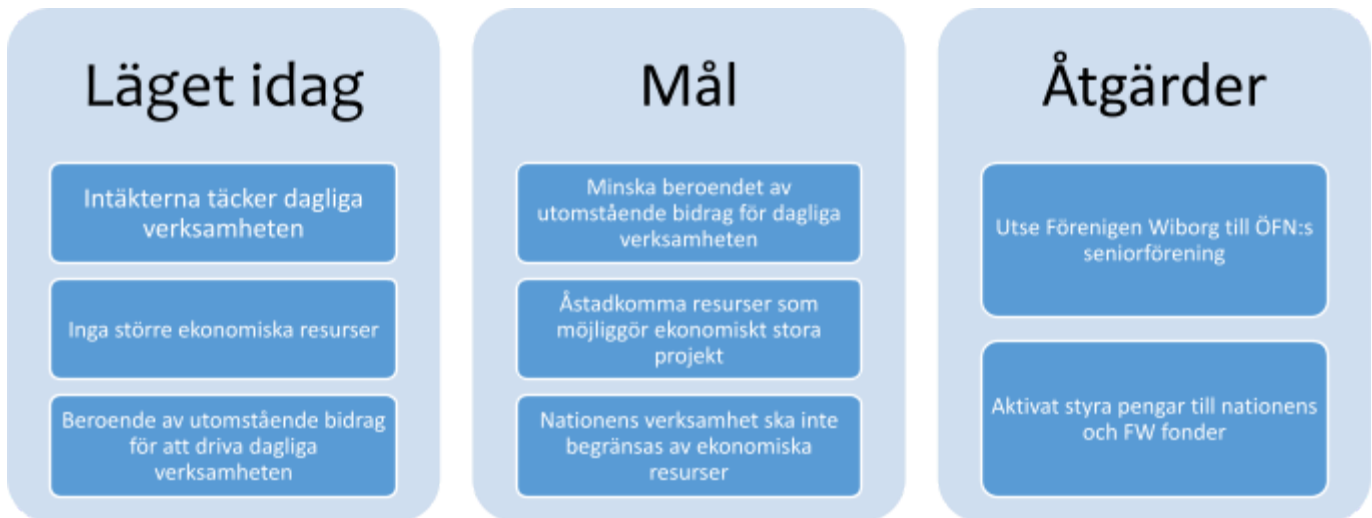 Läget idag
Intäkterna täcker dagliga
verksamheten
Inga större ekonomiska resurser
Beroende av utomstående bidrag
för att driva dagliga
verksamheten
Mål
Minska beroendet av
utomstående bidrag för dagliga
verksamheten
Åstadkomma resurser som
möjliggör ekonomiskt stora
projekt
Nationens verksamhet ska inte
begränsas av ekonomiska
resurser
Åtgärder
Utse Förenigen Wiborg till ÖFN:s
seniorförening
Aktivat styra pengar till nationens
och FW fonder